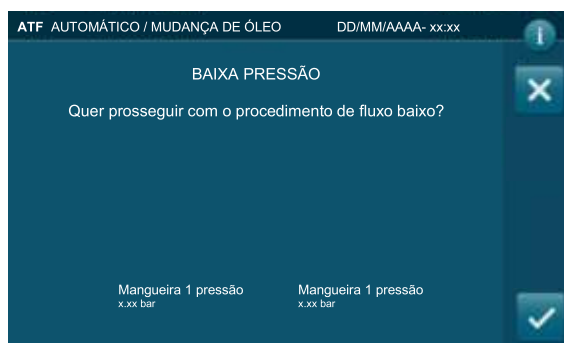 ATF AUTOMÁTICO / MUDANÇA DE ÓLEO DD/MM/AAAA- xx:xx
i
BAIXA PRESSÃO
Quer prosseguir com o procedimento de fluxo baixo?
Mangueira 1 pressão Mangueira 1 pressão
x.xx bar x.xx bar